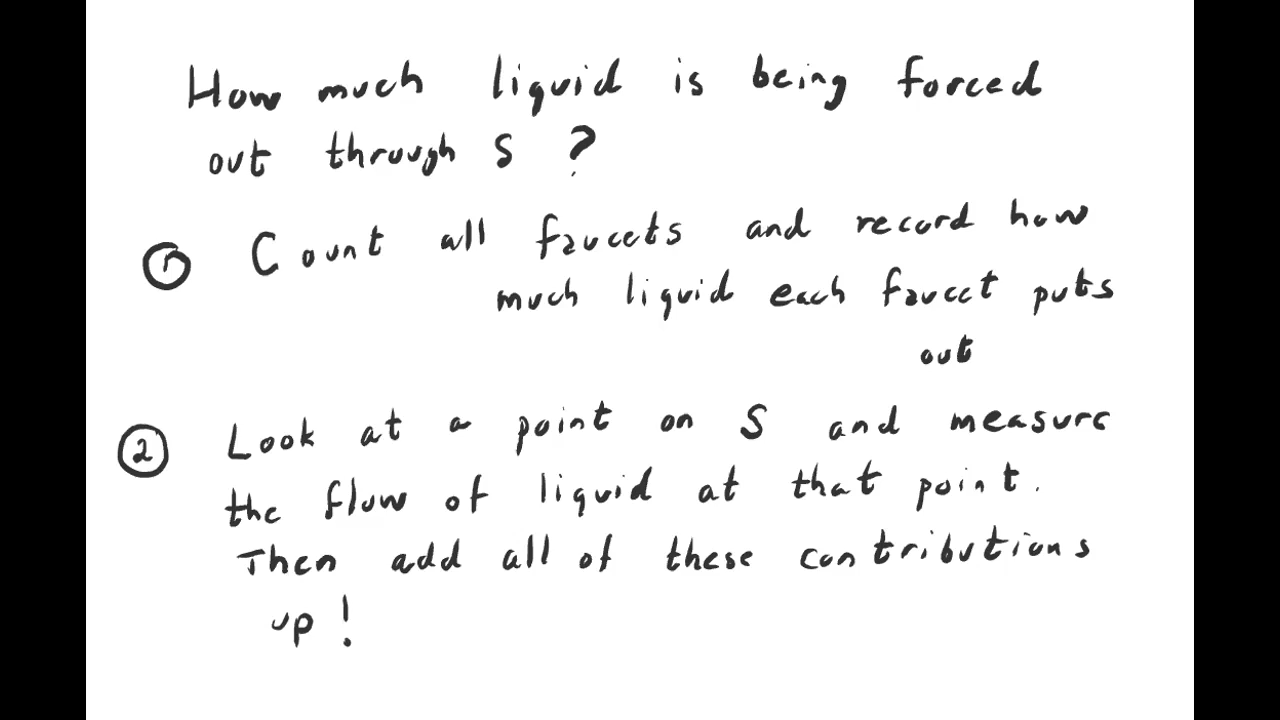 How much liquid is being forced
out through S ?
① Count all faucets and record how
much liquid each faucet puts
out
② Look at a point on S and measure
the flow of liquid at that point.
Then add all of these contributions
up!